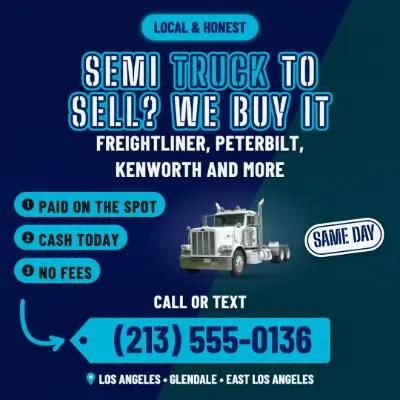 LOCAL & HONEST
SEMI TRUCK TO
SELL? WE BUY IT
FREIGHTLINER, PETERBILT,
KENWORTH AND MORE
1 PAID ON THE SPOT
2 CASH TODAY
3 NO FEES
SAME DAY
CALL OR TEXT
(213) 555-0136
LOS ANGELES • GLENDALE • EAST LOS ANGELES